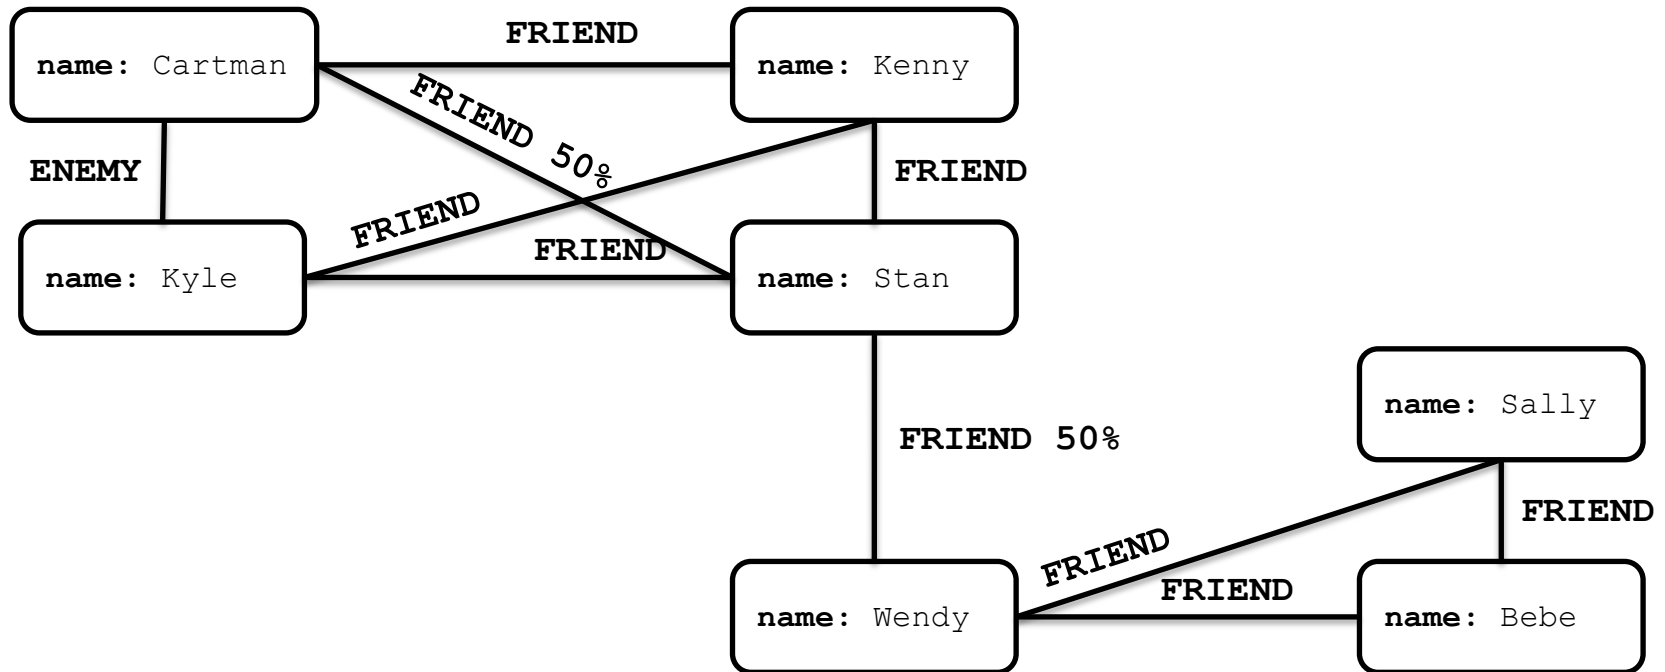 FRIEND
name: Cartman
name: Kenny
FRIEND 50%
ENEMY
FRIEND
FRIEND
FRIEND
name: Kyle
name: Stan
name: Sally
FRIEND 50%
FRIEND
FRIEND
FRIEND
name: Wendy
name: Bebe